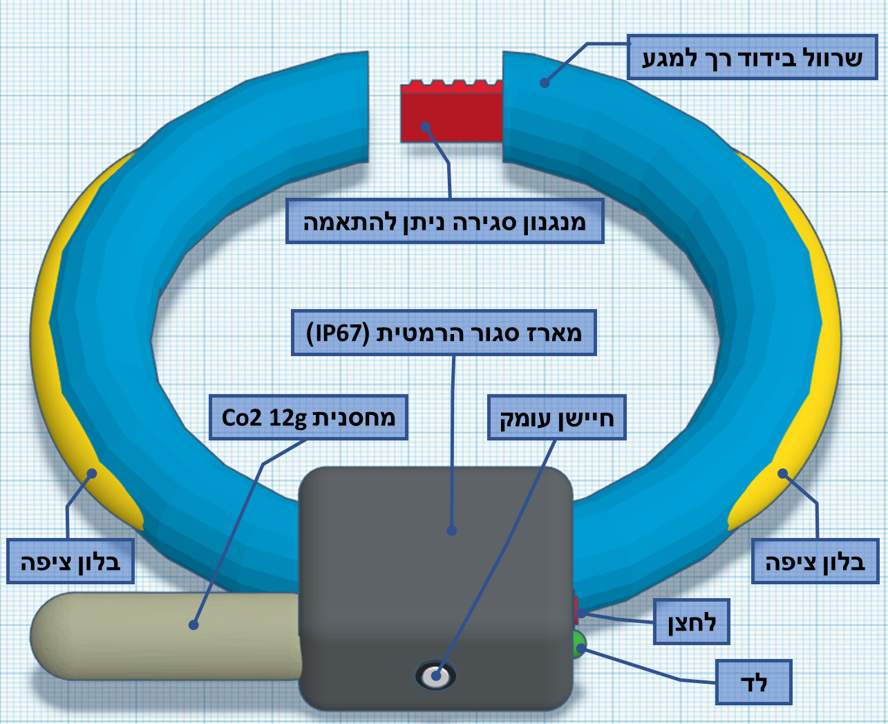 שרוול בידוד רך למגע
מנגנון סגירה ניתן להתאמה
מארז סגור הרמטית (IP67)
חיישן עומק
מחסנית Co2 12g
בלון ציפה
בלון ציפה
לחצן
לד